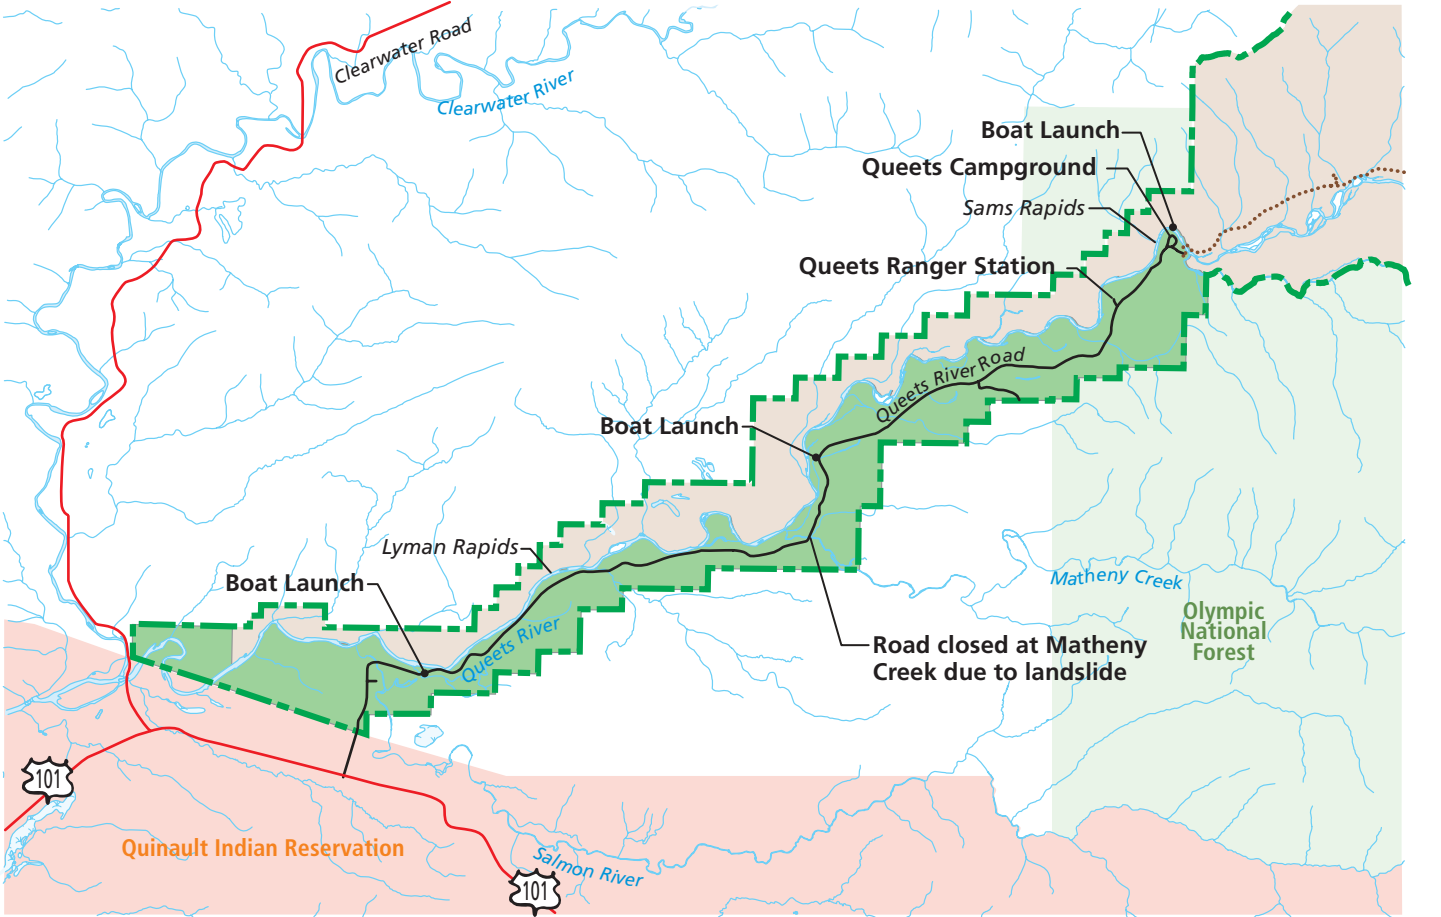 Clearwater Road
Clearwater River
Boat Launch
Queets Campground
Sams Rapids
Queets Ranger Station
Queets River Road
Boat Launch
Lyman Rapids
Boat Launch
Matheny Creek
Olympic
National
Forest
Queets River
Road closed at Matheny
Creek due to landslide
101
Quinault Indian Reservation
Salmon River
101